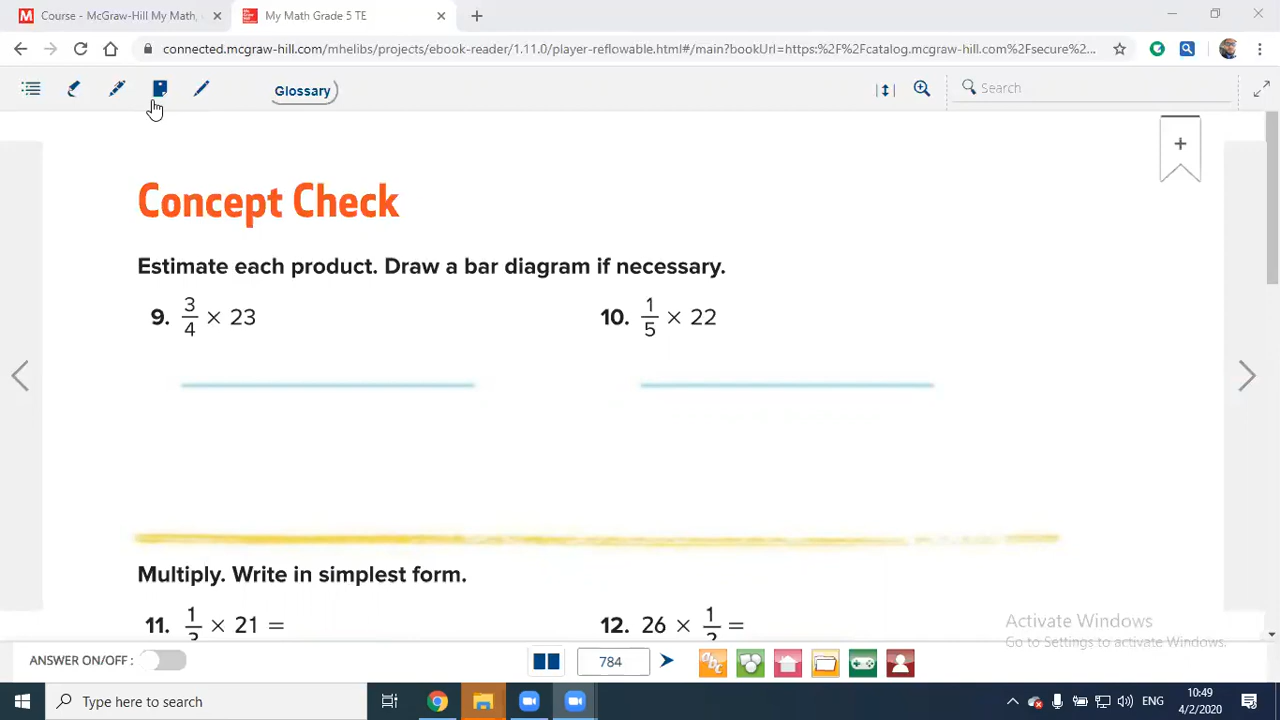 Course - McGraw-Hill My Math,
My Math Grade 5 TE
connected.mcgraw-hill.com/mhelibs/projects/ebook-reader/1.11.0/player-reflowable.html#/main?bookUrl=https:%2F%2Fcatalog.mcgraw-hill.com%2Fsecure%2...
Glossary
Search
Concept Check
Estimate each product. Draw a bar diagram if necessary.
9. 3/4 × 23
10. 1/5 × 22
Multiply. Write in simplest form.
11. × 21 =
12. 26 × =
Activate Windows
Go to Settings to activate Windows.
ANSWER ON/OFF :
784
abc
Type here to search
ENG
10:49
4/2/2020